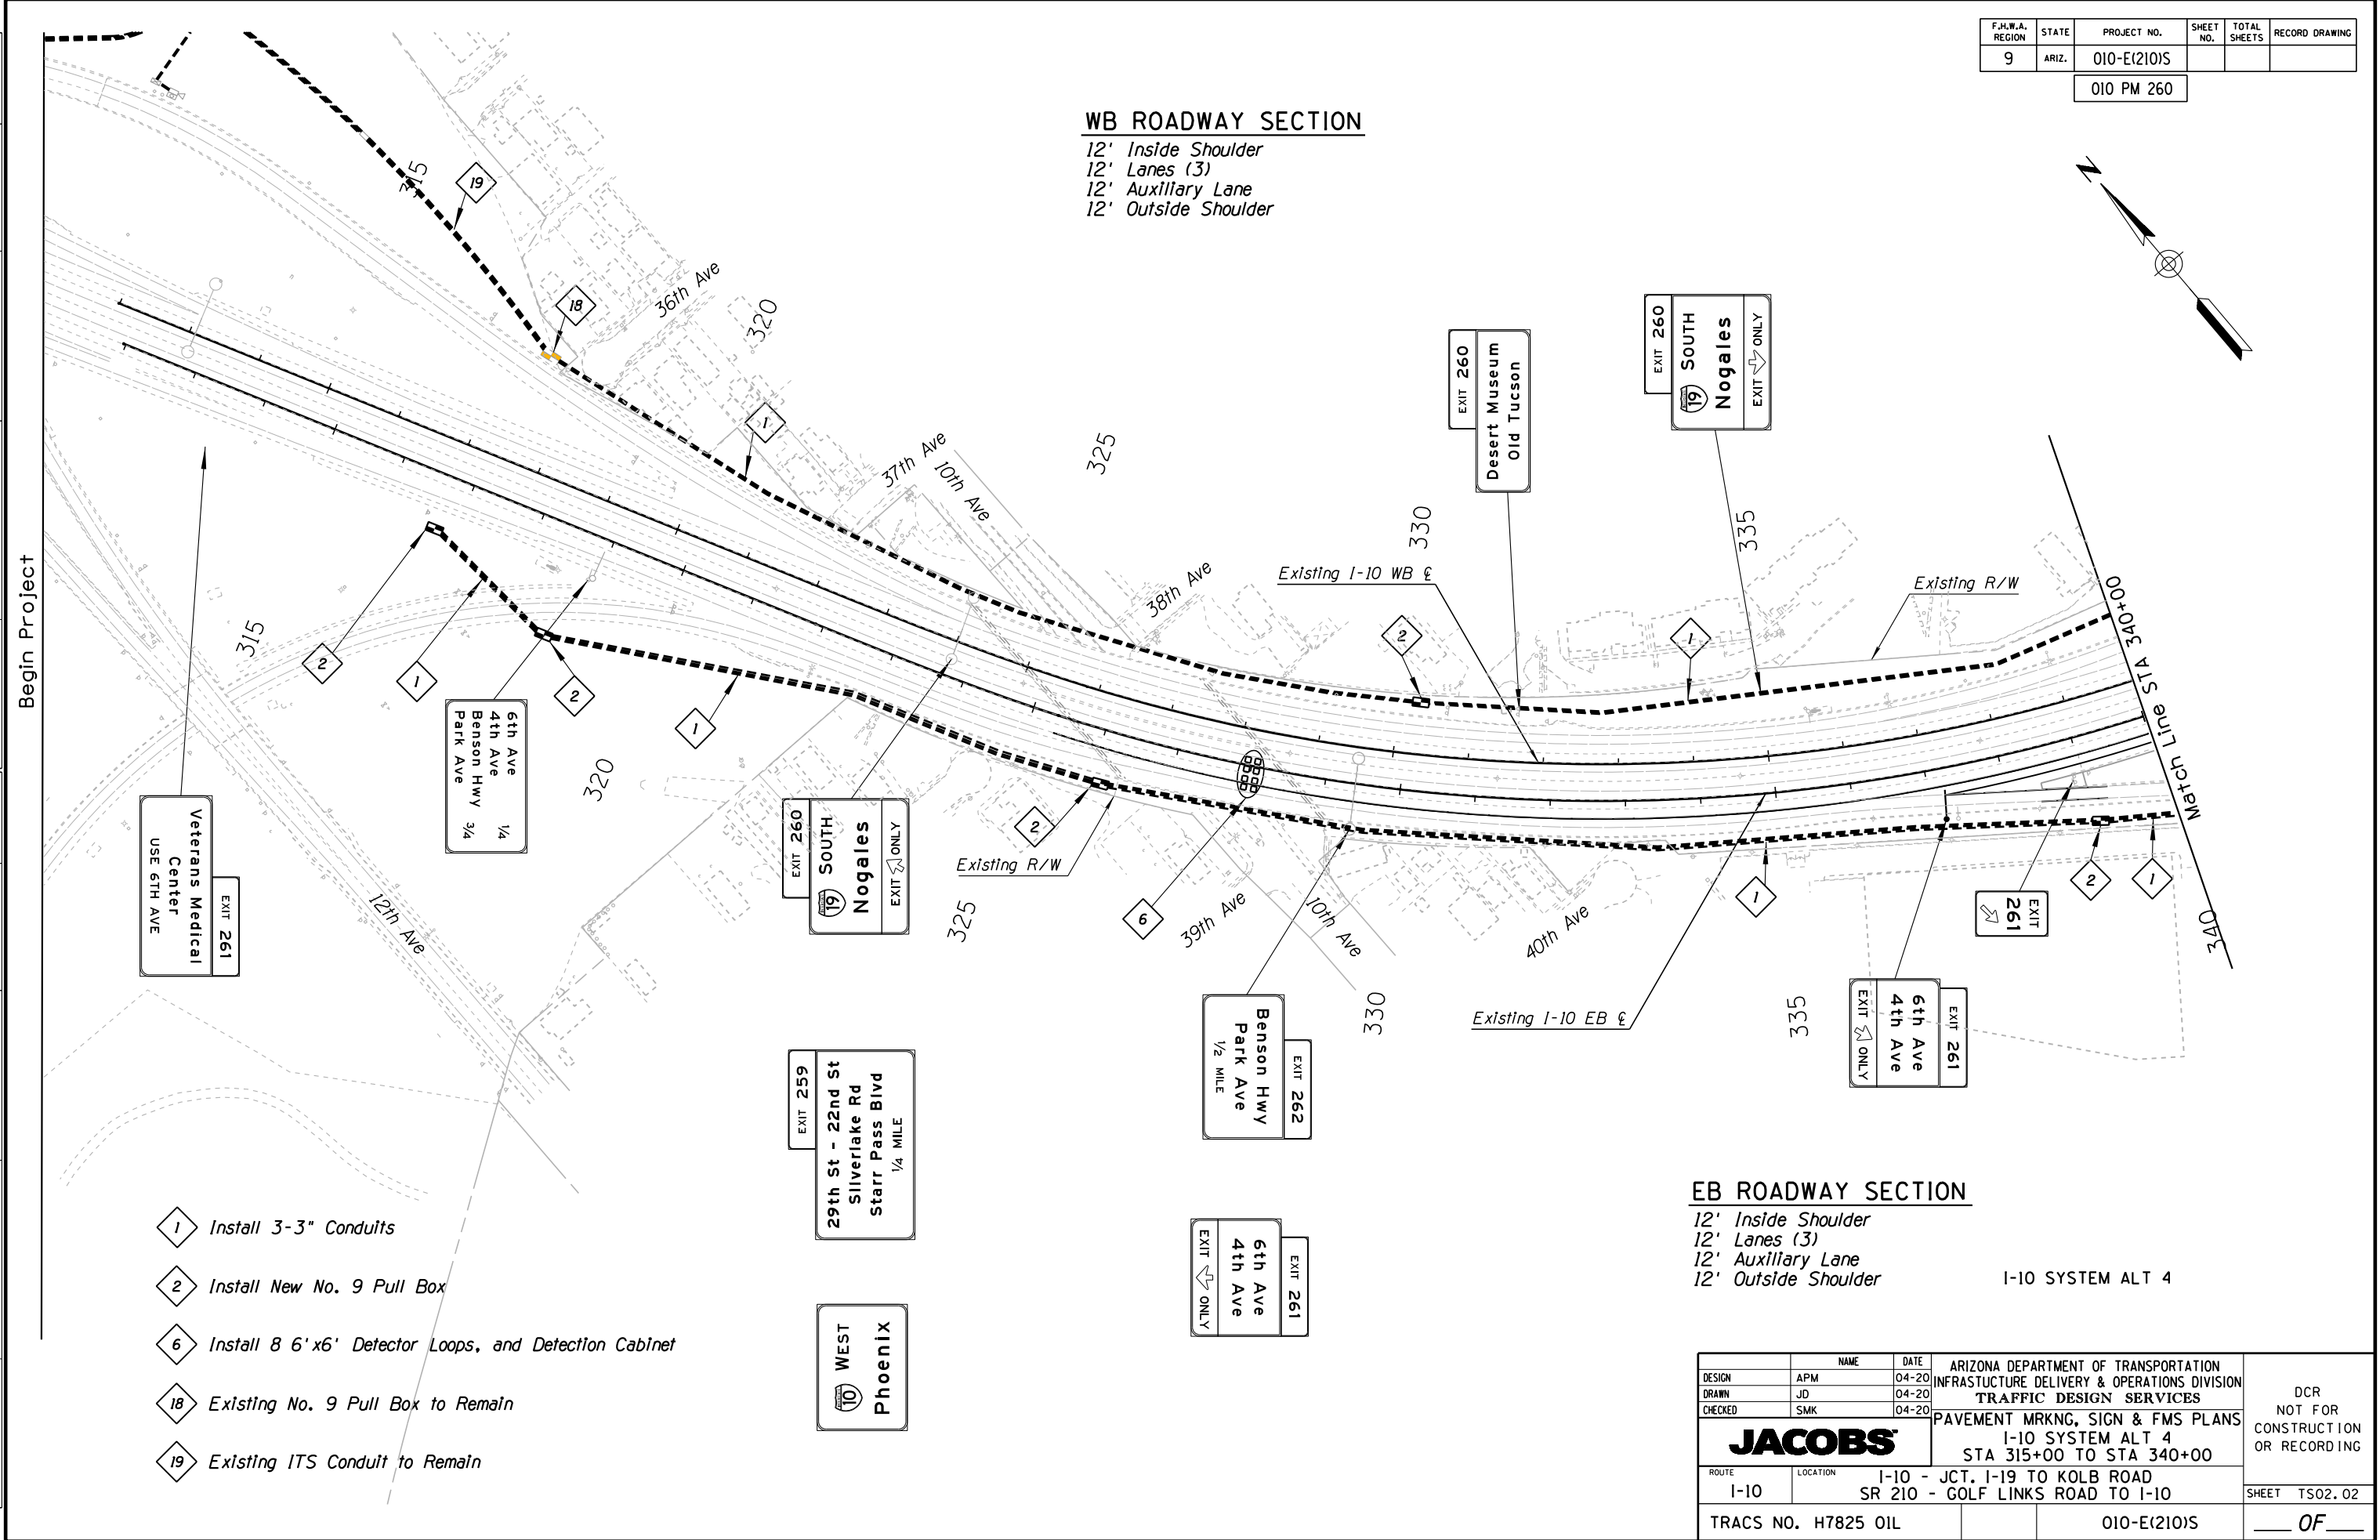 F.H.W.A. REGION
STATE
PROJECT NO.
SHEET NO.
TOTAL SHEETS
RECORD DRAWING
9
ARIZ.
010-E(210)S
010 PM 260
WB ROADWAY SECTION
12' Inside Shoulder
12' Lanes (3)
12' Auxiliary Lane
12' Outside Shoulder
N
315
19
18
36th Ave
320
1
37th Ave
10th Ave
325
38th Ave
EXIT 260
Desert Museum
Old Tucson
EXIT 260
19 SOUTH
Nogales
EXIT ONLY
330
335
Existing I-10 WB ℄
2
1
Existing R/W
Match Line STA 340+00
Begin Project
315
2
1
2
1
6th Ave 1/4
4th Ave
Benson Hwy 3/4
Park Ave
320
EXIT 261
Veterans Medical
Center
USE 6TH AVE
12th Ave
EXIT 260
19 SOUTH
Nogales
EXIT ONLY
2
Existing R/W
325
6
39th Ave
10th Ave
40th Ave
1
2
1
EXIT
261
340
330
335
Existing I-10 EB ℄
EXIT 262
Benson Hwy
Park Ave
1/2 MILE
EXIT 261
6th Ave
4th Ave
EXIT ONLY
EXIT 259
29th St - 22nd St
Silverlake Rd
Starr Pass Blvd
1/4 MILE
EXIT 261
6th Ave
4th Ave
EXIT ONLY
10 WEST
Phoenix
1 Install 3-3" Conduits
2 Install New No. 9 Pull Box
6 Install 8 6'x6' Detector Loops, and Detection Cabinet
18 Existing No. 9 Pull Box to Remain
19 Existing ITS Conduit to Remain
EB ROADWAY SECTION
12' Inside Shoulder
12' Lanes (3)
12' Auxiliary Lane
12' Outside Shoulder
I-10 SYSTEM ALT 4
NAME DATE
DESIGN APM 04-20
DRAWN JD 04-20
CHECKED SMK 04-20
JACOBS
ARIZONA DEPARTMENT OF TRANSPORTATION
INFRASTUCTURE DELIVERY & OPERATIONS DIVISION
TRAFFIC DESIGN SERVICES
PAVEMENT MRKNG, SIGN & FMS PLANS
I-10 SYSTEM ALT 4
STA 315+00 TO STA 340+00
DCR
NOT FOR
CONSTRUCTION
OR RECORDING
ROUTE
I-10
LOCATION
I-10 - JCT. I-19 TO KOLB ROAD
SR 210 - GOLF LINKS ROAD TO I-10
SHEET TS02.02
TRACS NO. H7825 01L
010-E(210)S
OF